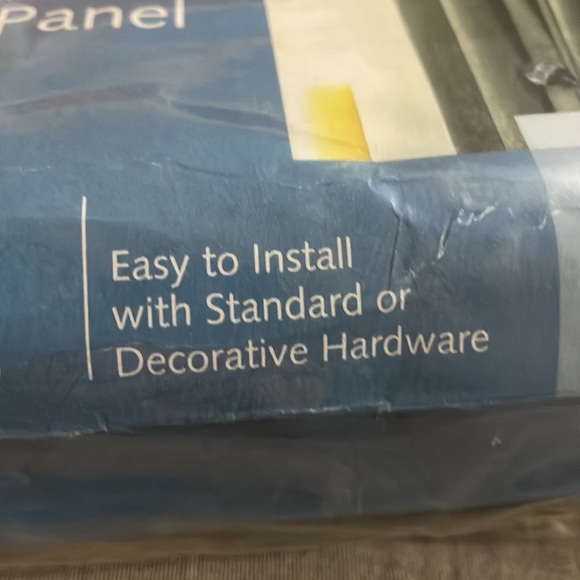 Panel
Easy to Install
with Standard or
Decorative Hardware